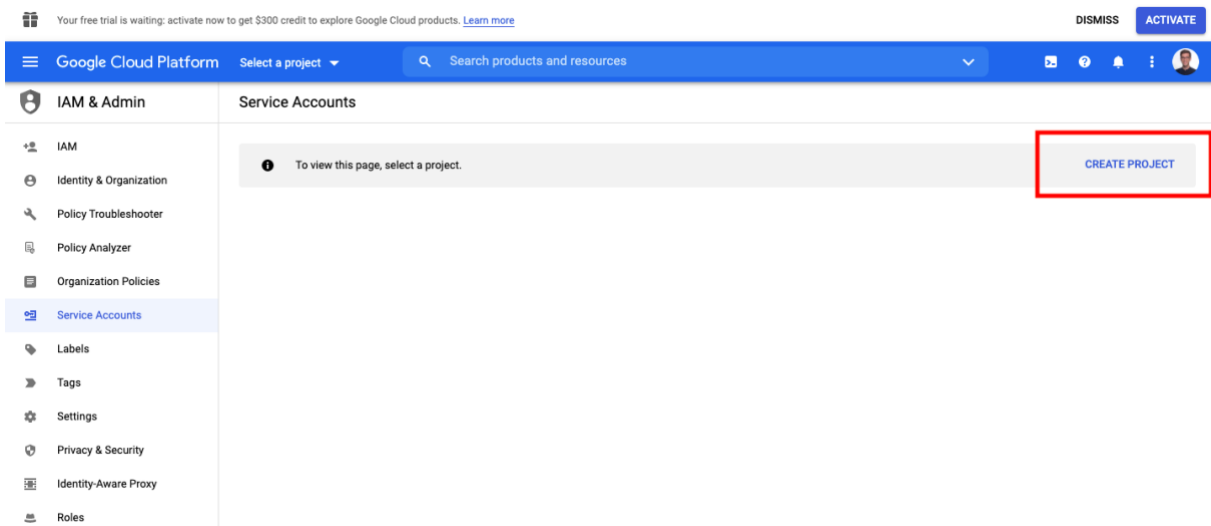 Your free trial is waiting: activate now to get $300 credit to explore Google Cloud products. Learn more
DISMISS
ACTIVATE
Google Cloud Platform
Select a project
Search products and resources
IAM & Admin
Service Accounts
IAM
To view this page, select a project.
CREATE PROJECT
Identity & Organization
Policy Troubleshooter
Policy Analyzer
Organization Policies
Service Accounts
Labels
Tags
Settings
Privacy & Security
Identity-Aware Proxy
Roles